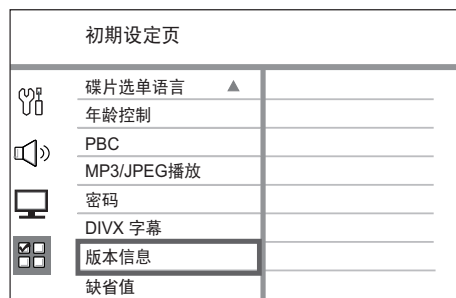 初期设定页
碟片选单语言 ▲
年龄控制
PBC
MP3/JPEG播放
密码
DIVX 字幕
版本信息
缺省值